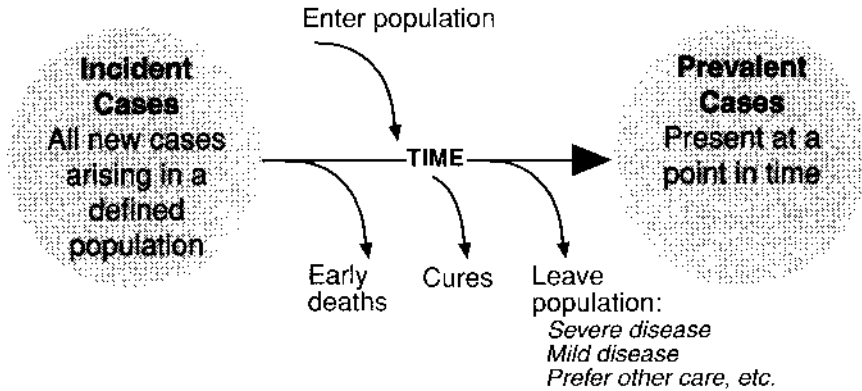 Enter population
Incident
Cases
All new cases
arising in a
defined
population
TIME
Prevalent
Cases
Present at a
point in time
Early
deaths
Cures
Leave
population:
Severe disease
Mild disease
Prefer other care, etc.